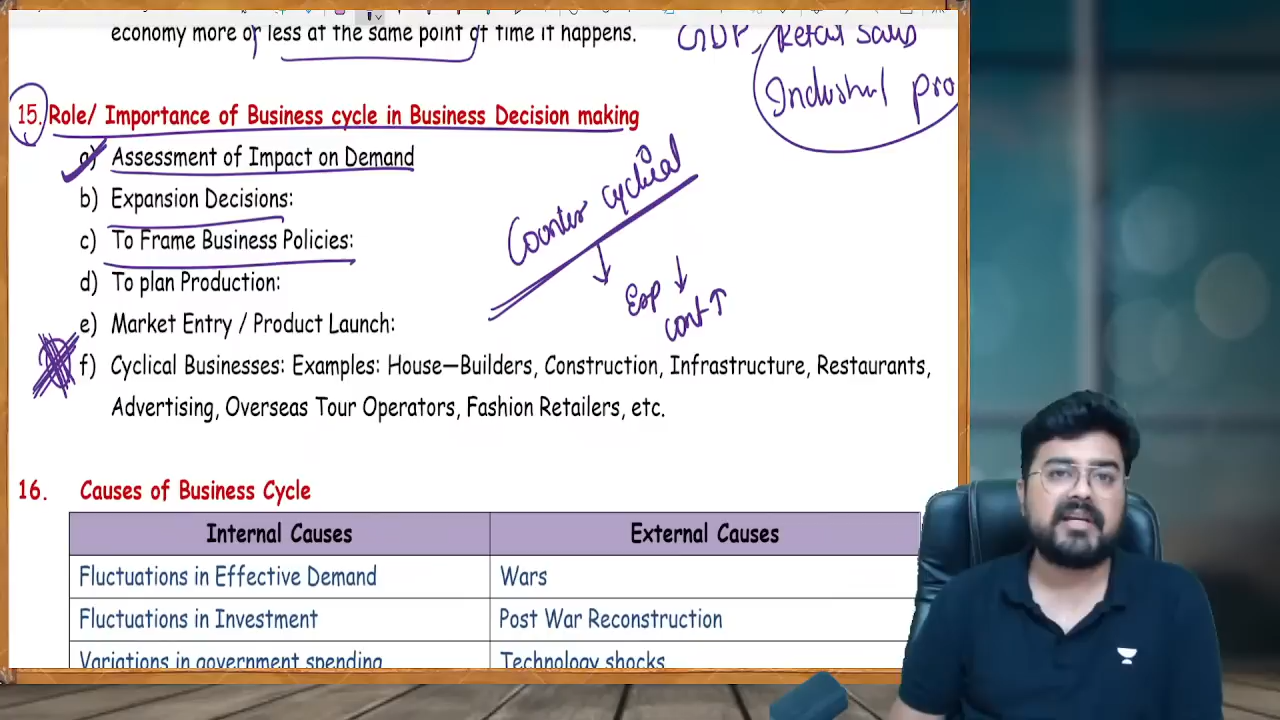 economy more or less at the same point of time it happens.
GDP, Retail Sales
Industrial pro
15. Role/ Importance of Business cycle in Business Decision making
a) Assessment of Impact on Demand
b) Expansion Decisions:
c) To Frame Business Policies:
d) To plan Production:
e) Market Entry / Product Launch:
f) Cyclical Businesses: Examples: House—Builders, Construction, Infrastructure, Restaurants,
Advertising, Overseas Tour Operators, Fashion Retailers, etc.
Counter cyclical
↓
Exp ↓
cont ↑
16. Causes of Business Cycle
Internal Causes External Causes
Fluctuations in Effective Demand Wars
Fluctuations in Investment Post War Reconstruction
Variations in government spending Technology shocks